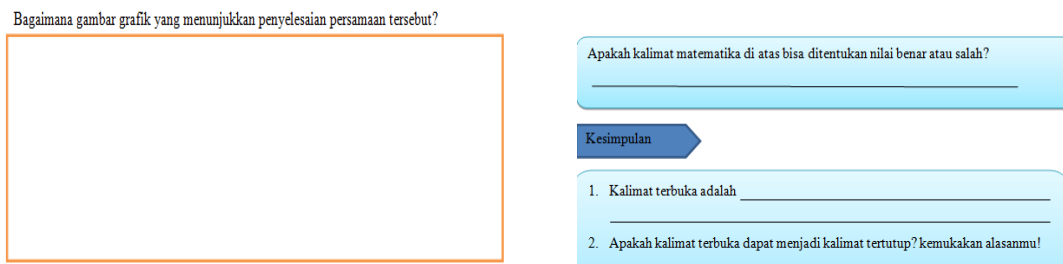 Bagaimana gambar grafik yang menunjukkan penyelesaian persamaan tersebut?
Apakah kalimat matematika di atas bisa ditentukan nilai benar atau salah?
Kesimpulan
1. Kalimat terbuka adalah
2. Apakah kalimat terbuka dapat menjadi kalimat tertutup? kemukakan alasanmu!